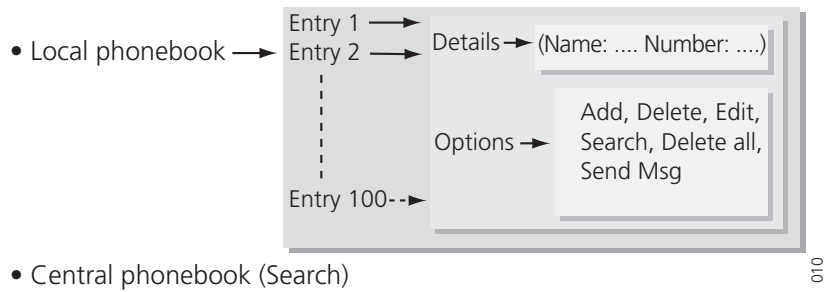 Entry 1
• Local phonebook
Entry 2
Entry 100
Details
(Name: .... Number: ....)
Options
Add, Delete, Edit,
Search, Delete all,
Send Msg
• Central phonebook (Search)
010